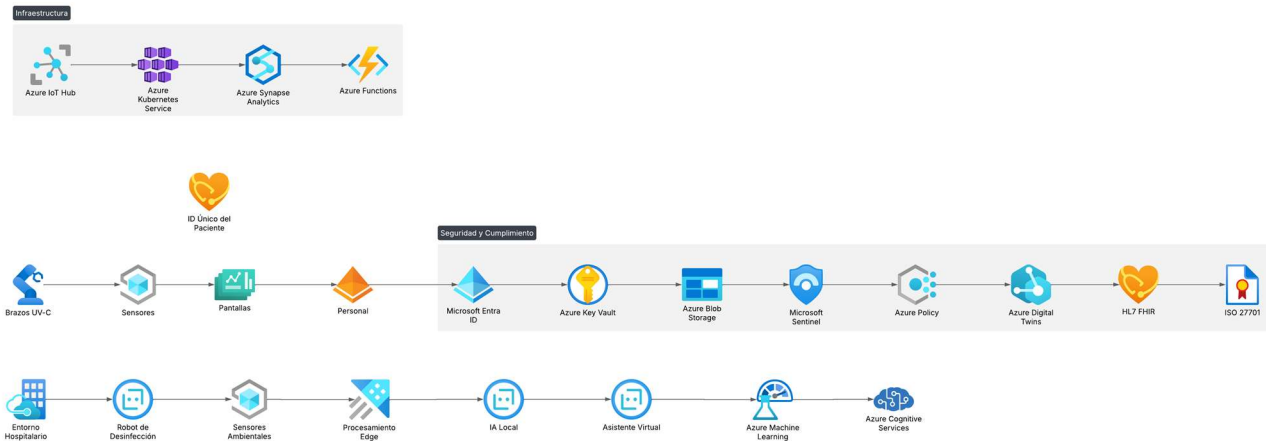 Infraestructura
Azure IoT Hub
Azure
Kubernetes
Service
Azure Synapse
Analytics
Azure Functions
ID Único del
Paciente
Seguridad y Cumplimiento
Brazos UV-C
Sensores
Pantallas
Personal
Microsoft Entra
ID
Azure Key Vault
Azure Blob
Storage
Microsoft
Sentinel
Azure Policy
Azure Digital
Twins
HL7 FHIR
ISO 27701
Entorno
Hospitalario
Robot de
Desinfección
Sensores
Ambientales
Procesamiento
Edge
IA Local
Asistente Virtual
Azure Machine
Learning
Azure Cognitive
Services